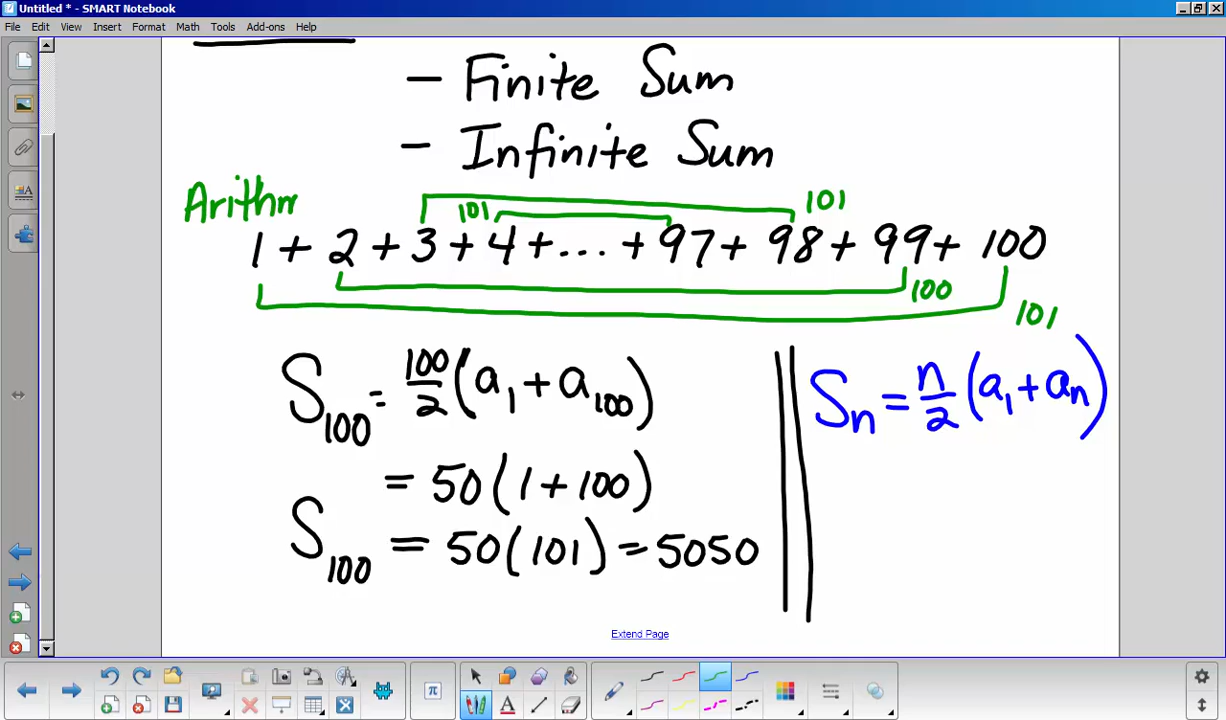 Untitled * - SMART Notebook
File Edit View Insert Format Math Tools Add-ons Help
- Finite Sum
- Infinite Sum
Arithm
101 101
1 + 2 + 3 + 4 + ... + 97 + 98 + 99 + 100
100
101
S₁₀₀ = 100/2 (a₁ + a₁₀₀)
Sₙ = n/2 (a₁ + aₙ)
= 50 (1 + 100)
S₁₀₀ = 50 (101) = 5050
Extend Page
π
A